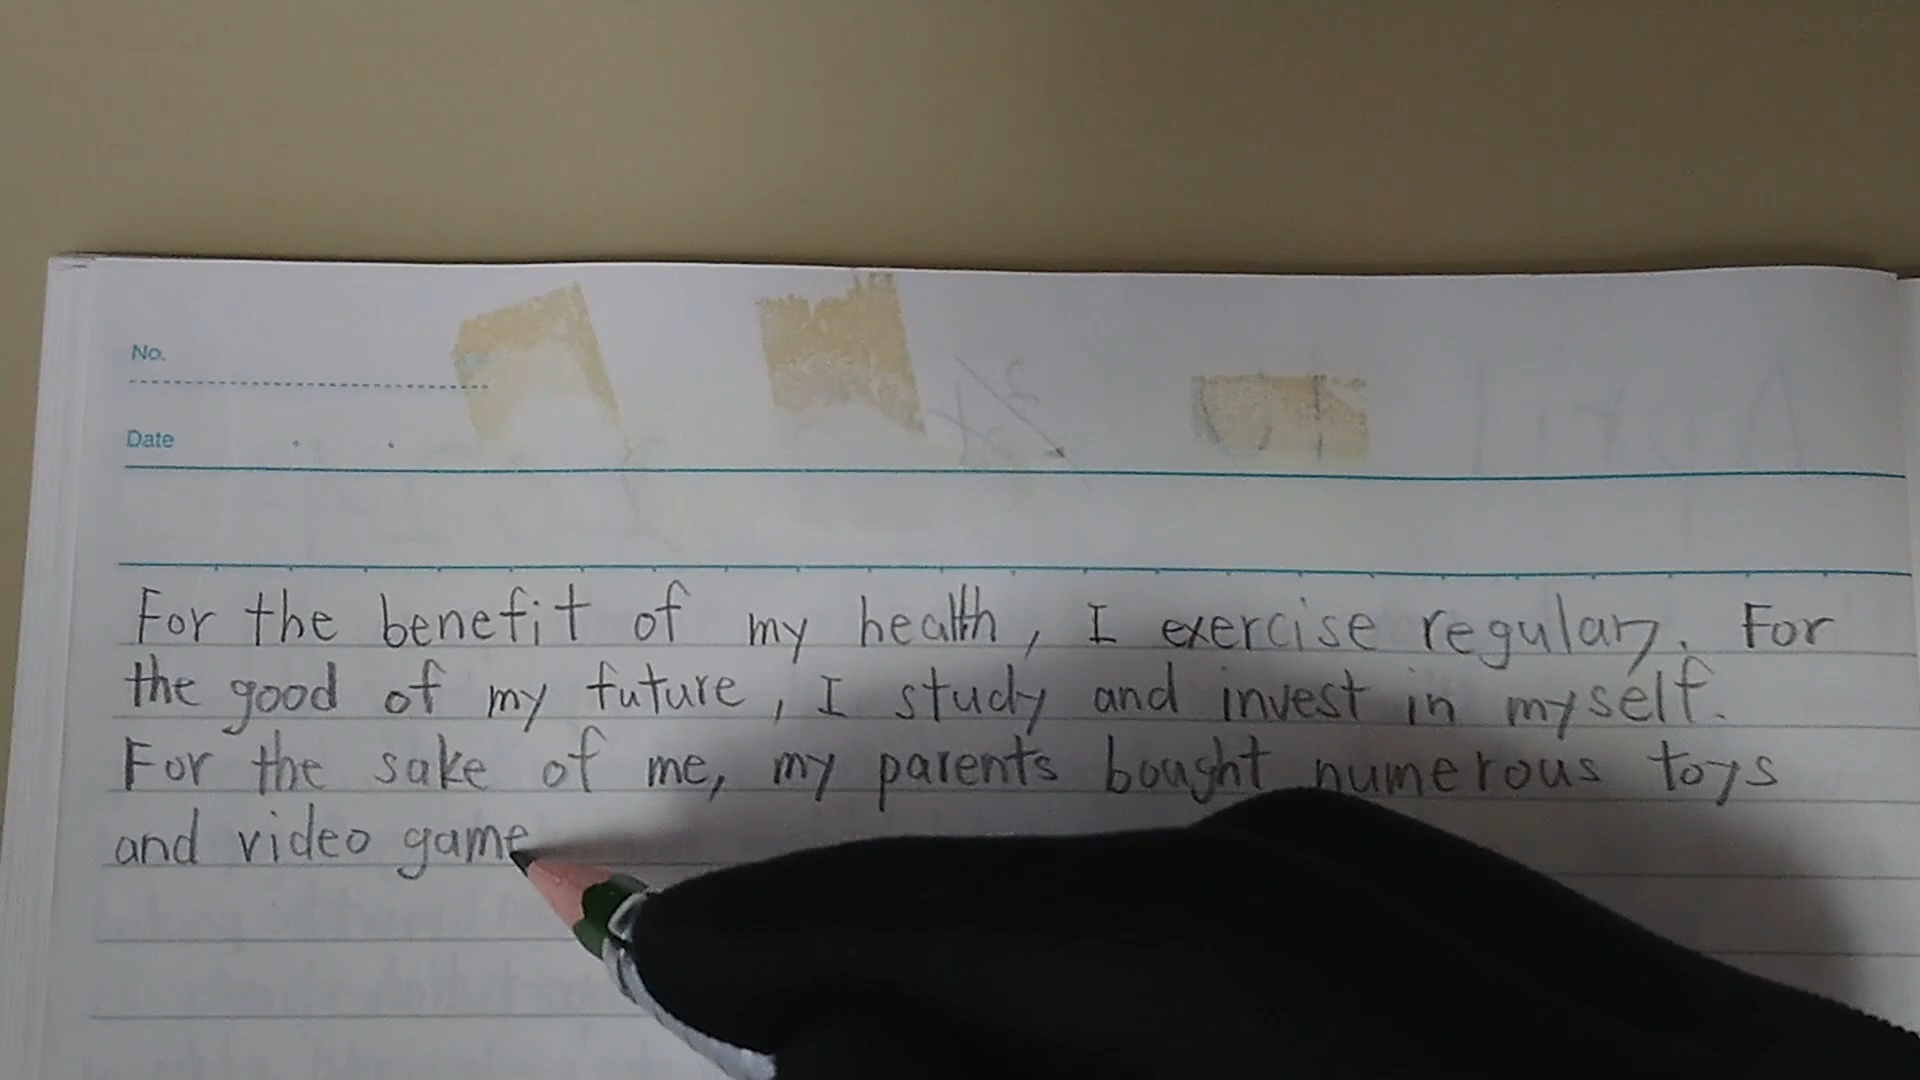 No.
Date
For the benefit of my health, I exercise regulary. For
the good of my future, I study and invest in myself.
For the sake of me, my parents bought numerous toys
and video game